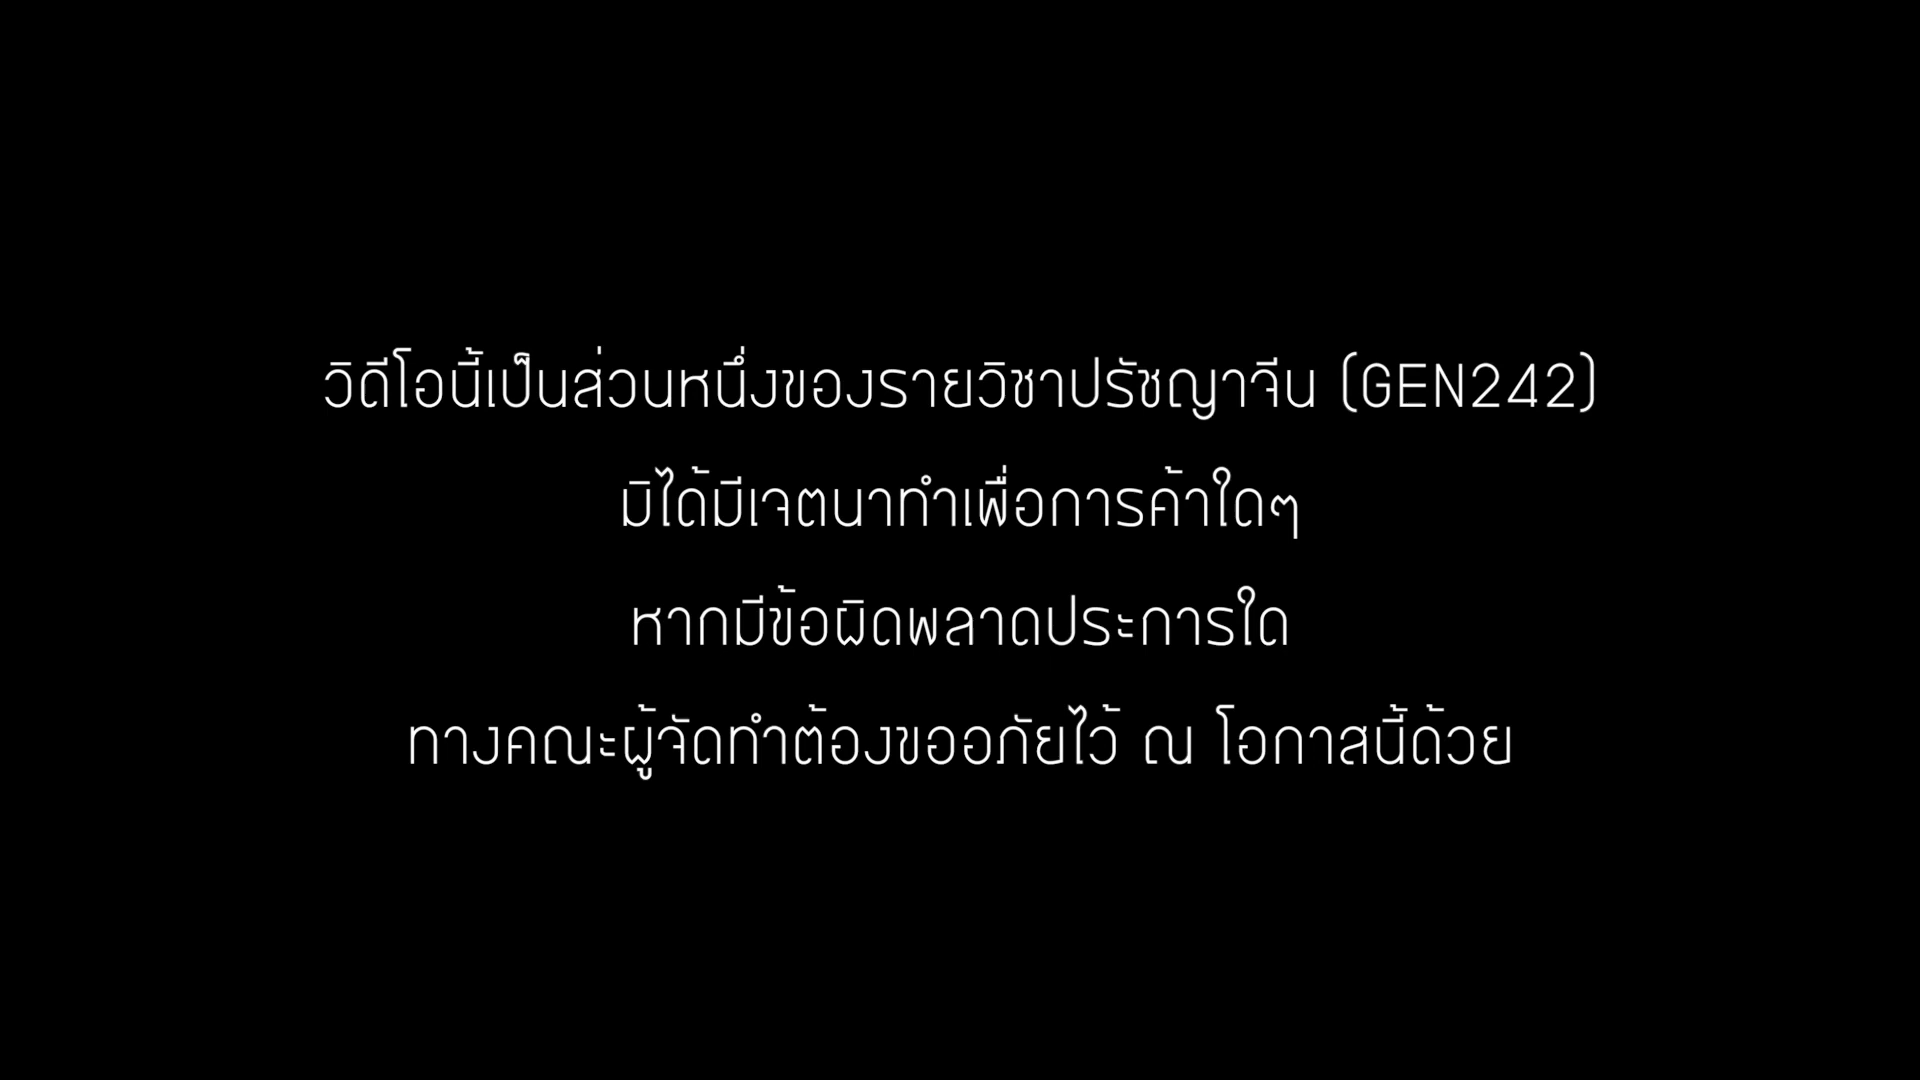 วิดีโอนี้เป็นส่วนหนึ่งของรายวิชาปรัชญาจีน (GEN242)
มิได้มีเจตนาทำเพื่อการค้าใดๆ
หากมีข้อผิดพลาดประการใด
ทางคณะผู้จัดทำต้องขออภัยไว้ ณ โอกาสนี้ด้วย